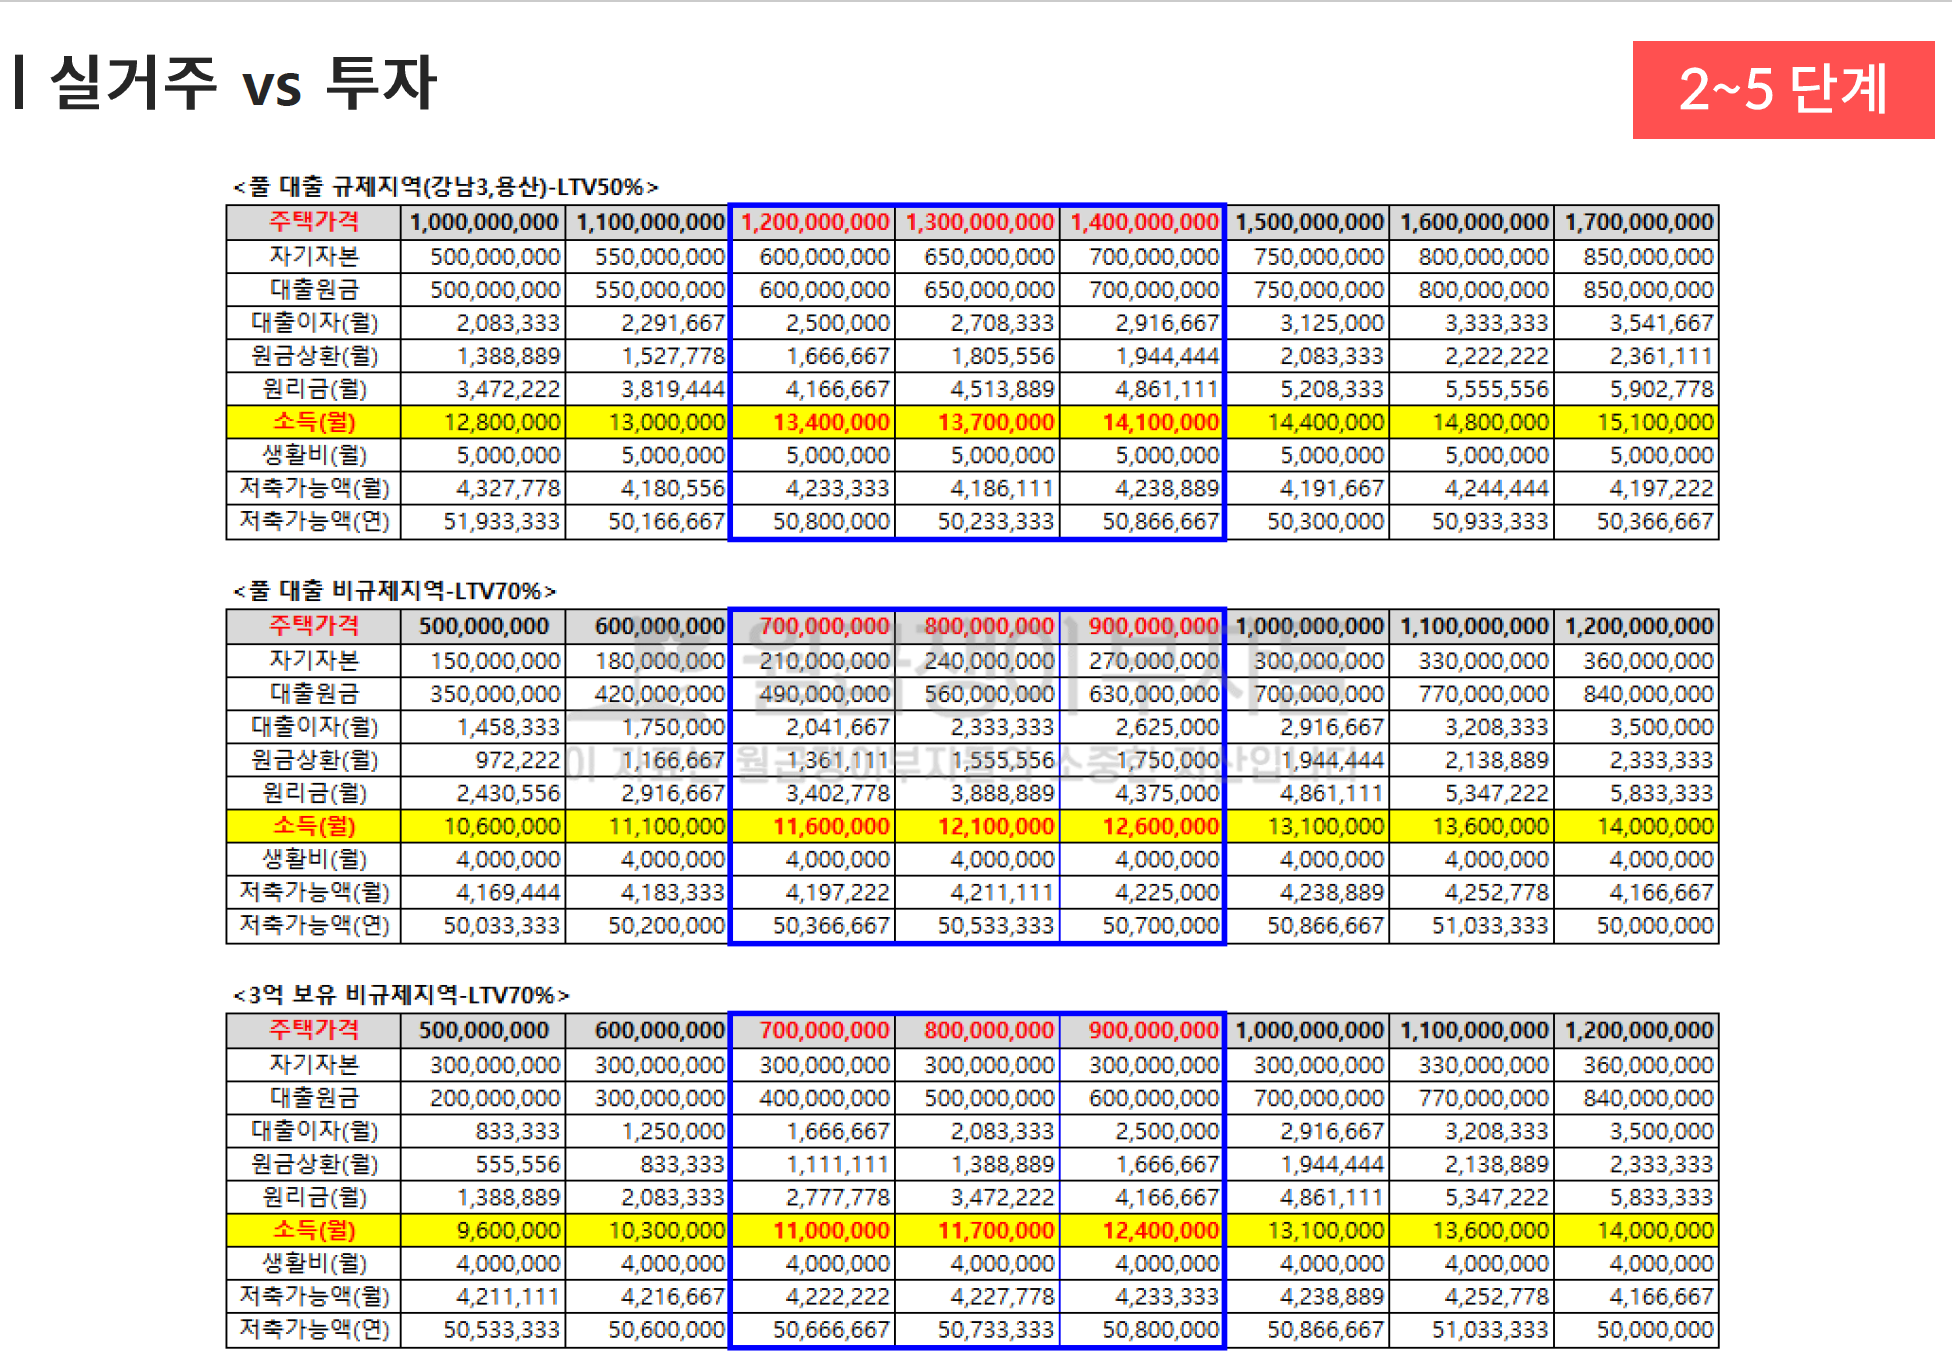 | 실거주 vs 투자
2~5 단계
<풀 대출 규제지역(강남3,용산)-LTV50%>
주택가격 1,000,000,000 1,100,000,000 1,200,000,000 1,300,000,000 1,400,000,000 1,500,000,000 1,600,000,000 1,700,000,000
자기자본 500,000,000 550,000,000 600,000,000 650,000,000 700,000,000 750,000,000 800,000,000 850,000,000
대출원금 500,000,000 550,000,000 600,000,000 650,000,000 700,000,000 750,000,000 800,000,000 850,000,000
대출이자(월) 2,083,333 2,291,667 2,500,000 2,708,333 2,916,667 3,125,000 3,333,333 3,541,667
원금상환(월) 1,388,889 1,527,778 1,666,667 1,805,556 1,944,444 2,083,333 2,222,222 2,361,111
원리금(월) 3,472,222 3,819,444 4,166,667 4,513,889 4,861,111 5,208,333 5,555,556 5,902,778
소득(월) 12,800,000 13,000,000 13,400,000 13,700,000 14,100,000 14,400,000 14,800,000 15,100,000
생활비(월) 5,000,000 5,000,000 5,000,000 5,000,000 5,000,000 5,000,000 5,000,000 5,000,000
저축가능액(월) 4,327,778 4,180,556 4,233,333 4,186,111 4,238,889 4,191,667 4,244,444 4,197,222
저축가능액(연) 51,933,333 50,166,667 50,800,000 50,233,333 50,866,667 50,300,000 50,933,333 50,366,667
<풀 대출 비규제지역-LTV70%>
주택가격 500,000,000 600,000,000 700,000,000 800,000,000 900,000,000 1,000,000,000 1,100,000,000 1,200,000,000
자기자본 150,000,000 180,000,000 210,000,000 240,000,000 270,000,000 300,000,000 330,000,000 360,000,000
월급쟁이부자들
대출원금 350,000,000 420,000,000 490,000,000 560,000,000 630,000,000 700,000,000 770,000,000 840,000,000
대출이자(월) 1,458,333 1,750,000 2,041,667 2,333,333 2,625,000 2,916,667 3,208,333 3,500,000
원금상환(월) 972,222 1,166,667 1,361,111 1,555,556 1,750,000 1,944,444 2,138,889 2,333,333
이 자료는 월급쟁이부자들의 소중한 자산입니다
원리금(월) 2,430,556 2,916,667 3,402,778 3,888,889 4,375,000 4,861,111 5,347,222 5,833,333
소득(월) 10,600,000 11,100,000 11,600,000 12,100,000 12,600,000 13,100,000 13,600,000 14,000,000
생활비(월) 4,000,000 4,000,000 4,000,000 4,000,000 4,000,000 4,000,000 4,000,000 4,000,000
저축가능액(월) 4,169,444 4,183,333 4,197,222 4,211,111 4,225,000 4,238,889 4,252,778 4,166,667
저축가능액(연) 50,033,333 50,200,000 50,366,667 50,533,333 50,700,000 50,866,667 51,033,333 50,000,000
<3억 보유 비규제지역-LTV70%>
주택가격 500,000,000 600,000,000 700,000,000 800,000,000 900,000,000 1,000,000,000 1,100,000,000 1,200,000,000
자기자본 300,000,000 300,000,000 300,000,000 300,000,000 300,000,000 300,000,000 330,000,000 360,000,000
대출원금 200,000,000 300,000,000 400,000,000 500,000,000 600,000,000 700,000,000 770,000,000 840,000,000
대출이자(월) 833,333 1,250,000 1,666,667 2,083,333 2,500,000 2,916,667 3,208,333 3,500,000
원금상환(월) 555,556 833,333 1,111,111 1,388,889 1,666,667 1,944,444 2,138,889 2,333,333
원리금(월) 1,388,889 2,083,333 2,777,778 3,472,222 4,166,667 4,861,111 5,347,222 5,833,333
소득(월) 9,600,000 10,300,000 11,000,000 11,700,000 12,400,000 13,100,000 13,600,000 14,000,000
생활비(월) 4,000,000 4,000,000 4,000,000 4,000,000 4,000,000 4,000,000 4,000,000 4,000,000
저축가능액(월) 4,211,111 4,216,667 4,222,222 4,227,778 4,233,333 4,238,889 4,252,778 4,166,667
저축가능액(연) 50,533,333 50,600,000 50,666,667 50,733,333 50,800,000 50,866,667 51,033,333 50,000,000